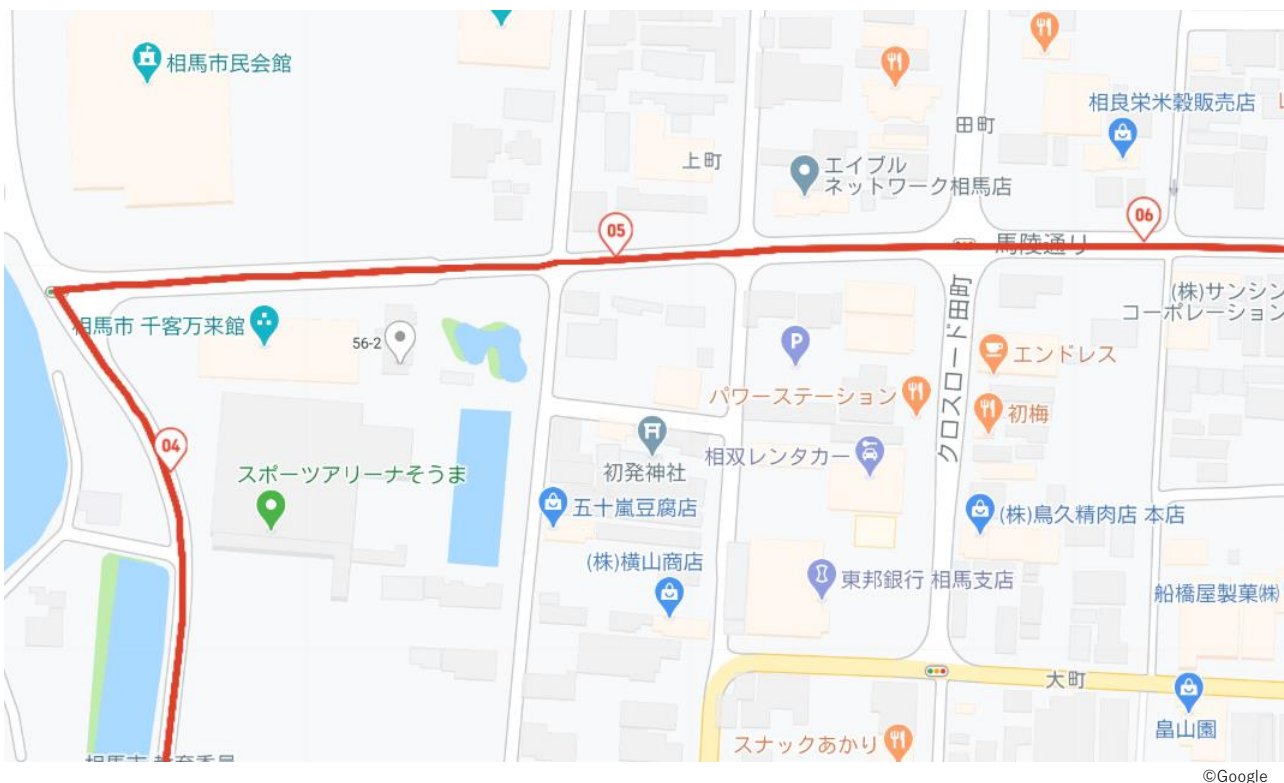 相馬市民会館
相良栄米穀販売店
田町
上町
エイブル
ネットワーク相馬店
05
06
馬陵通り
(株)サンシン
コーポレーション
相馬市 千客万来館
56-2
クロスロード田町
P
エンドレス
パワーステーション
初梅
04
相双レンタカー
初発神社
スポーツアリーナそうま
五十嵐豆腐店
(株)鳥久精肉店 本店
(株)横山商店
東邦銀行 相馬支店
船橋屋製菓㈱
大町
畠山園
スナックあかり
©Google